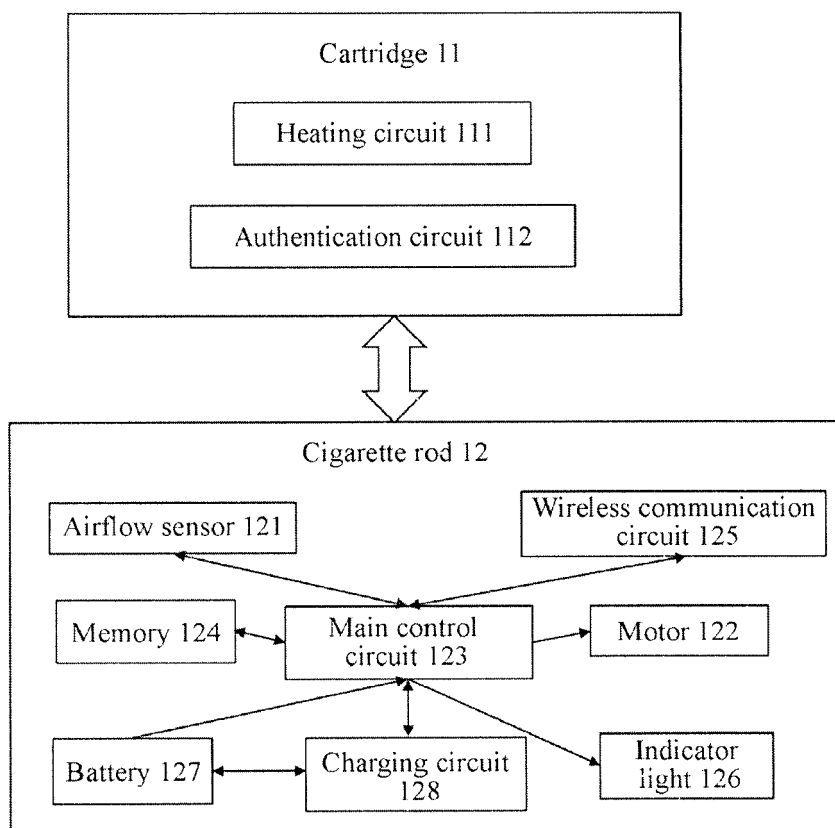 Cartridge 11
Heating circuit 111
Authentication circuit 112
Cigarette rod 12
Airflow sensor 121
Wireless communication
circuit 125
Memory 124
Main control
circuit 123
Motor 122
Battery 127
Charging circuit
128
Indicator
light 126